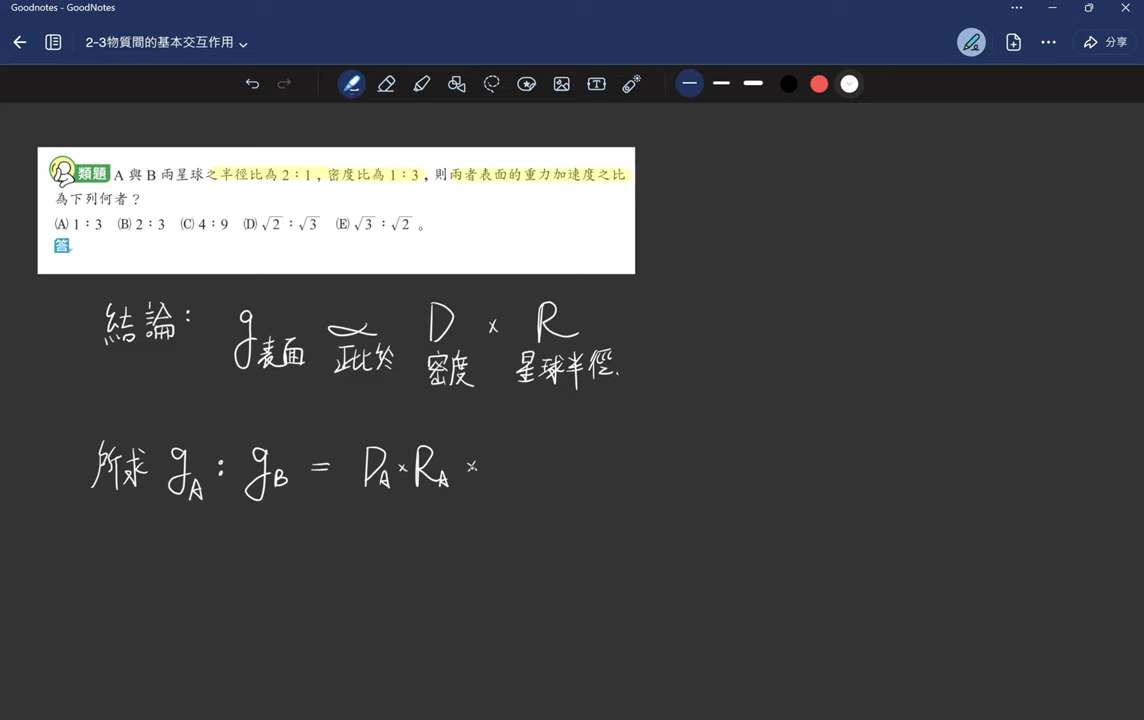 Goodnotes - GoodNotes
2-3物質間的基本交互作用
分享
類題 A 與 B 兩星球之半徑比為 2：1，密度比為 1：3，則兩者表面的重力加速度之比
為下列何者？
(A) 1：3 (B) 2：3 (C) 4：9 (D) √2：√3 (E) √3：√2 。
答
結論： g表面 ∝ D × R
正比於 密度 星球半徑.
所求 gA : gB = DA × RA ×